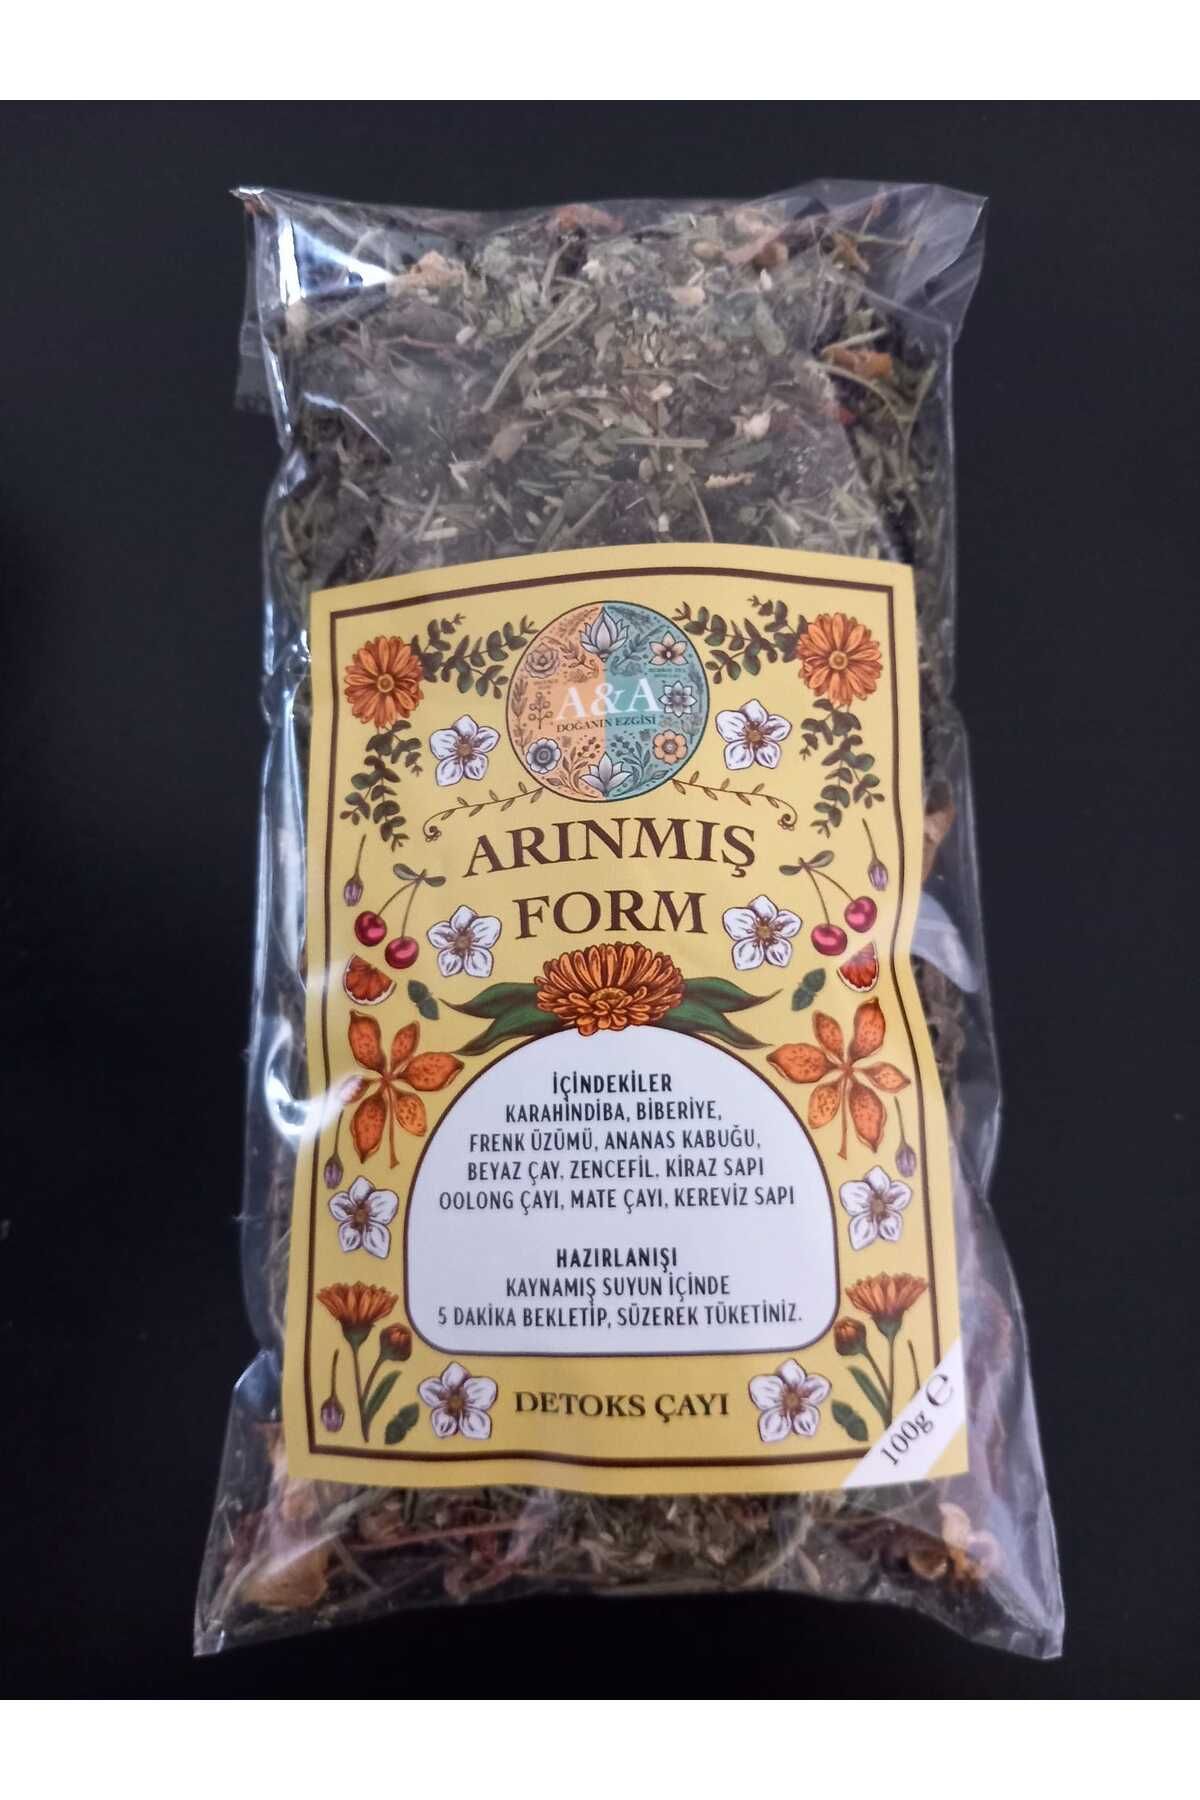 A&A
DOĞANIN EZGİSİ
ARINMIŞ
FORM
İÇİNDEKİLER
KARAHİNDİBA, BİBERİYE,
FRENK ÜZÜMÜ, ANANAS KABUĞU,
BEYAZ ÇAY, ZENCEFİL. KİRAZ SAPI
OOLONG ÇAYI, MATE ÇAYI, KEREVİZ SAPI
HAZIRLANIŞI
KAYNAMIŞ SUYUN İÇİNDE
5 DAKİKA BEKLETİP, SÜZEREK TÜKETİNİZ.
DETOKS ÇAYI
100g ℮